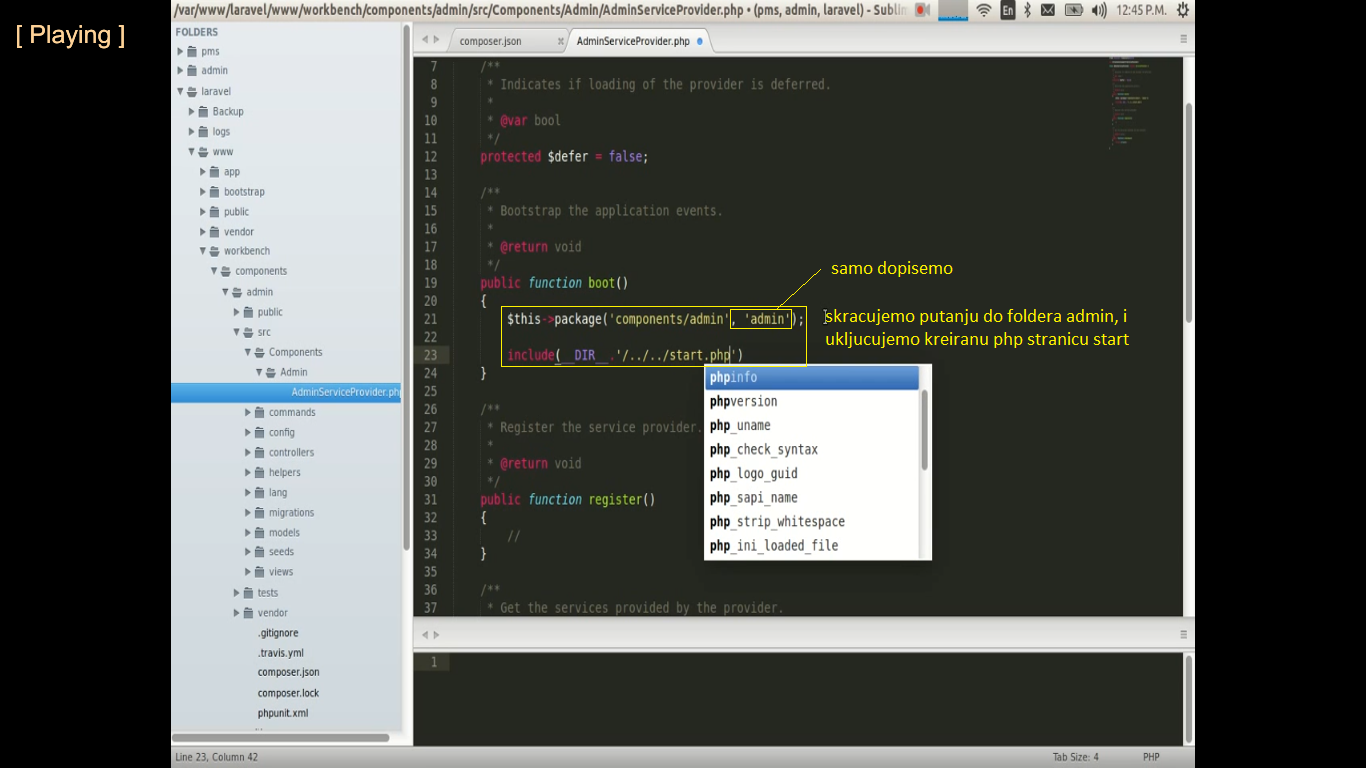 [ Playing ]
/var/www/laravel/www/workbench/components/admin/src/Components/Admin/AdminServiceProvider.php • (pms, admin, laravel) - Sublim
En
12:45 P.M.
FOLDERS
pms
admin
laravel
Backup
logs
www
app
bootstrap
public
vendor
workbench
components
admin
public
src
Components
Admin
AdminServiceProvider.php
commands
config
controllers
helpers
lang
migrations
models
seeds
views
tests
vendor
.gitignore
.travis.yml
composer.json
composer.lock
phpunit.xml
composer.json
AdminServiceProvider.php
7 /**
8 * Indicates if loading of the provider is deferred.
9 *
10 * @var bool
11 */
12 protected $defer = false;
13
14 /**
15 * Bootstrap the application events.
16 *
17 * @return void
18 */
19 public function boot()
20 {
21 $this->package('components/admin', 'admin');
22
23 include(__DIR__.'/../../start.php')
24 }
25
26 /**
27 * Register the service provider.
28 *
29 * @return void
30 */
31 public function register()
32 {
33 //
34 }
35
36 /**
37 * Get the services provided by the provider.
samo dopisemo
skracujemo putanju do foldera admin, i
ukljucujemo kreiranu php stranicu start
phpinfo
phpversion
php_uname
php_check_syntax
php_logo_guid
php_sapi_name
php_strip_whitespace
php_ini_loaded_file
1
Line 23, Column 42
Tab Size: 4
PHP